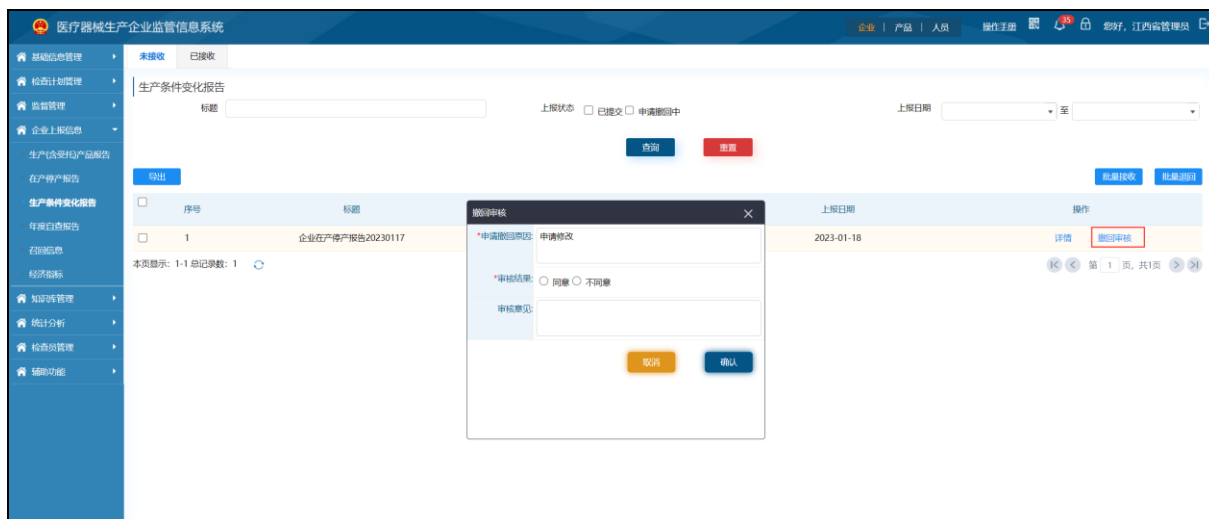 医疗器械生产企业监管信息系统
企业 | 产品 | 人员
操作手册
35
您好，江西省管理员
基础信息管理
检查计划管理
监督管理
企业上报信息
生产(含受托)产品报告
在产停产报告
生产条件变化报告
年度自查报告
召回信息
经济指标
知识库管理
统计分析
检查员管理
辅助功能
未接收 已接收
生产条件变化报告
标题 上报状态 已提交 申请撤回中 上报日期 至
查询 重置
导出 批量接收 批量退回
序号 标题 上报日期 操作
1 企业在产停产报告20230117 2023-01-18 详情 撤回审核
本页显示: 1-1 总记录数: 1 第 1 页, 共1页
撤回审核
*申请撤回原因: 申请修改
*审核结果: 同意 不同意
审核意见:
取消 确认